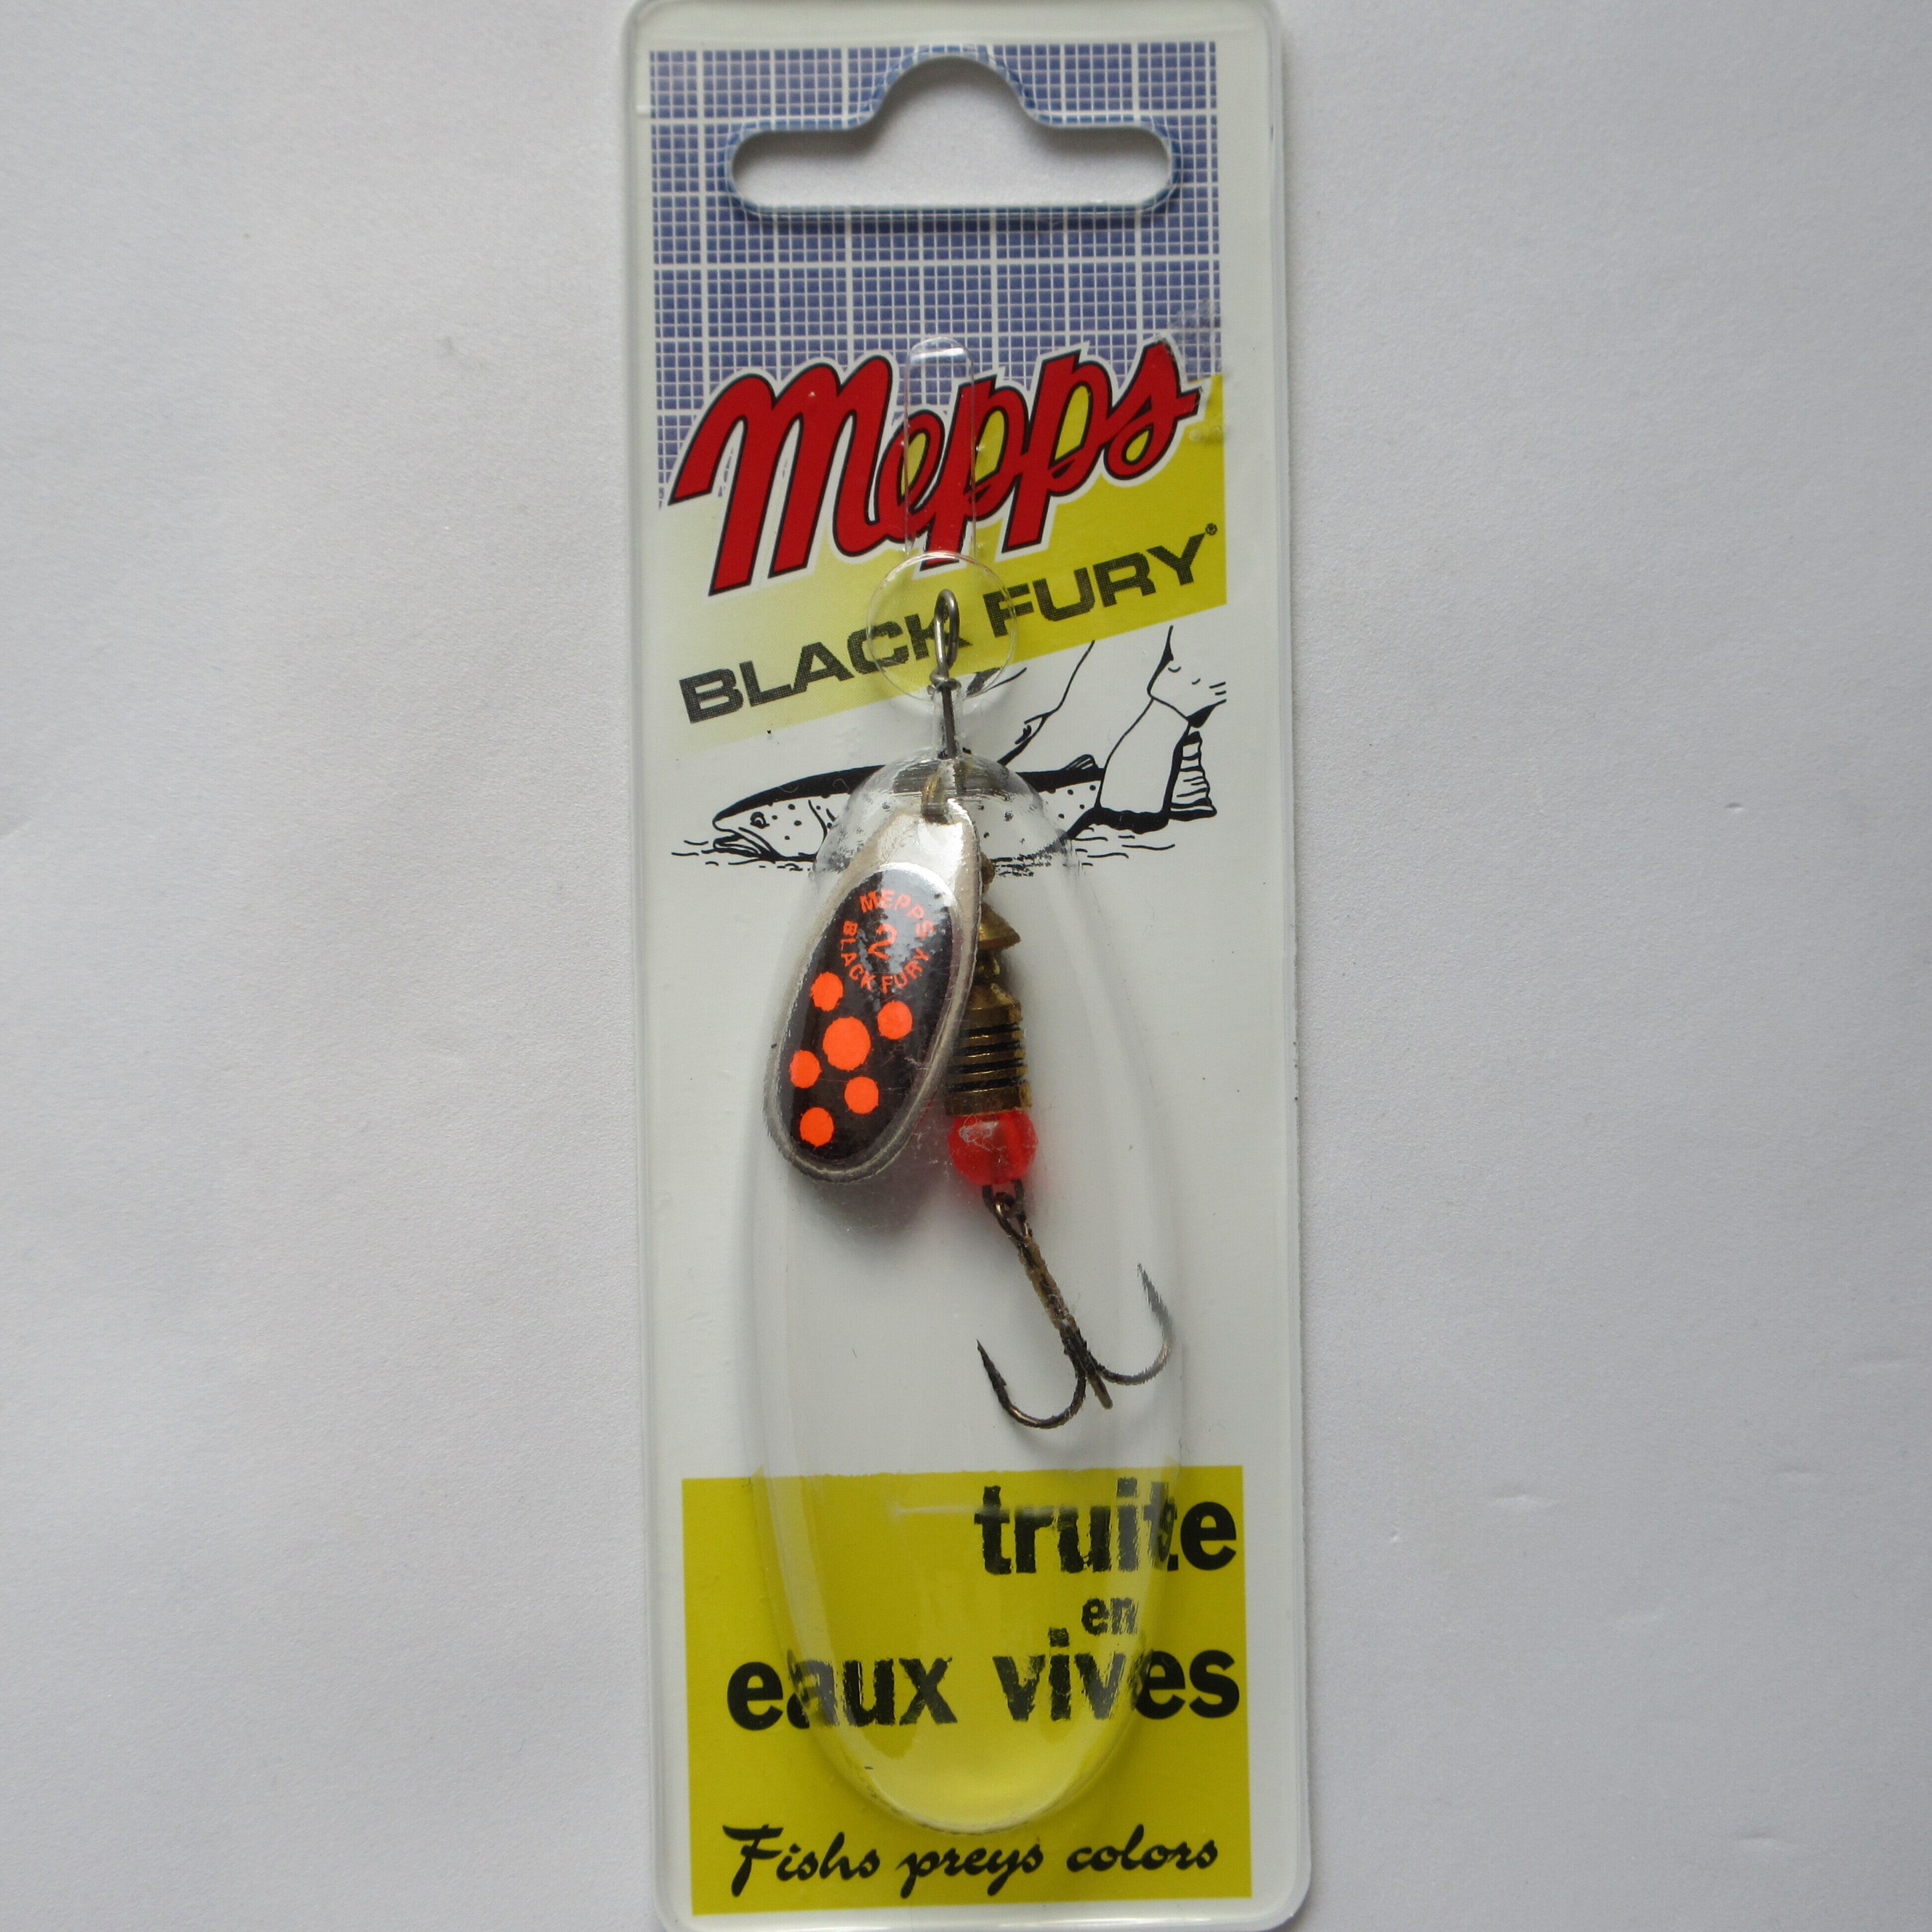 Mepps
BLACK FURY®
MEPPS
2
BLACK FURY
truite
en
eaux vives
Fishs preys colors